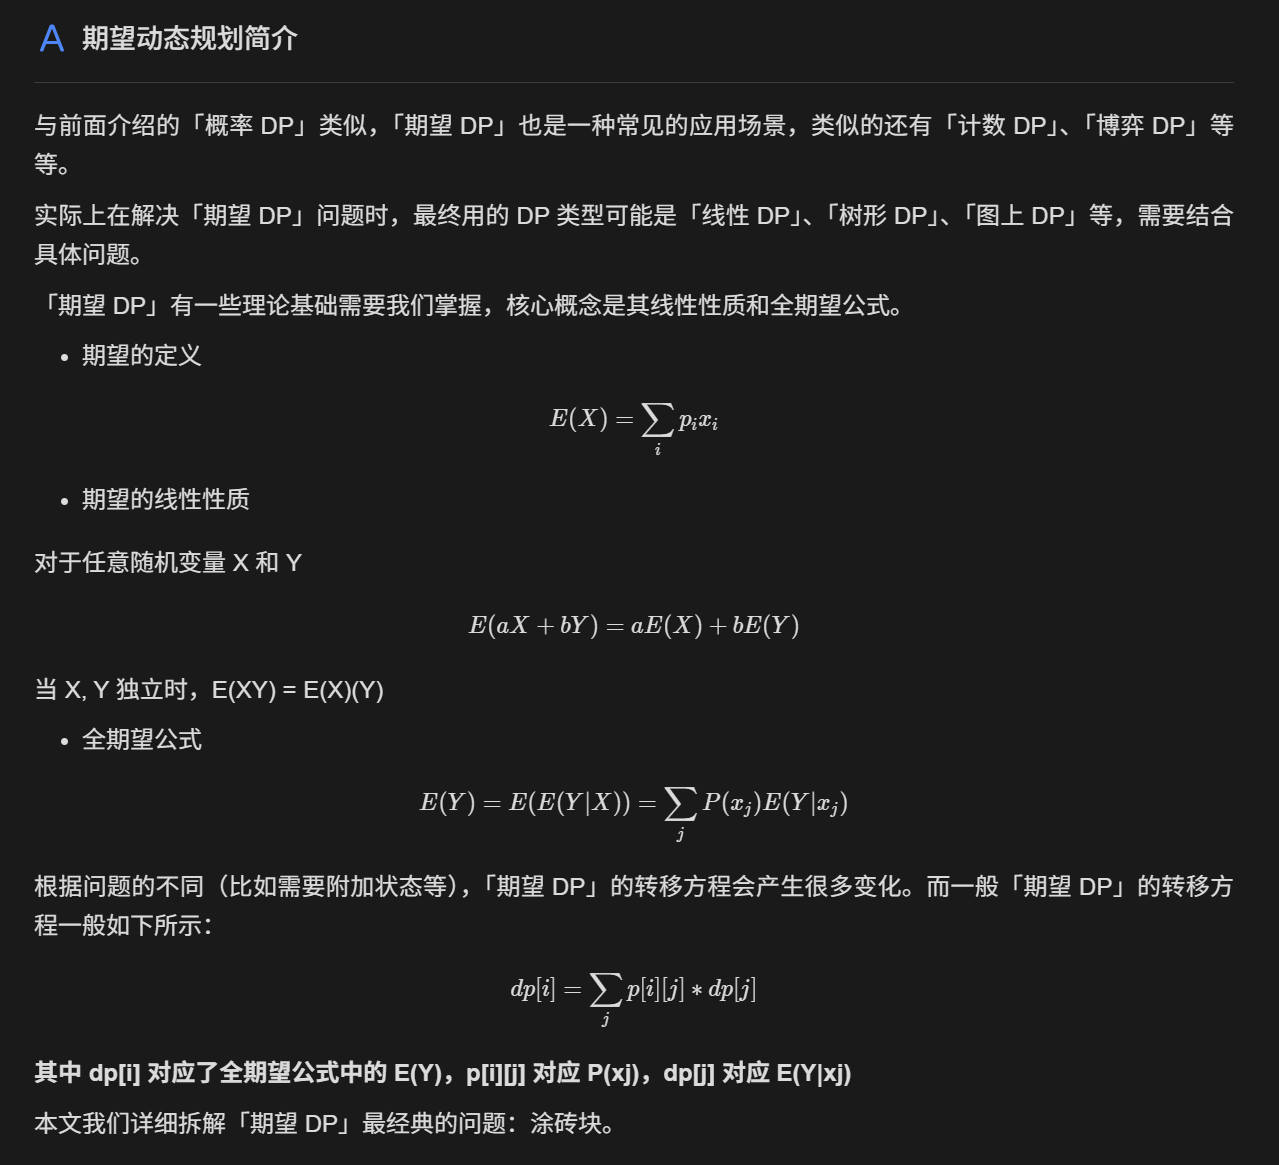 A 期望动态规划简介
与前面介绍的「概率 DP」类似，「期望 DP」也是一种常见的应用场景，类似的还有「计数 DP」、「博弈 DP」等
等。
实际上在解决「期望 DP」问题时，最终用的 DP 类型可能是「线性 DP」、「树形 DP」、「图上 DP」等，需要结合
具体问题。
「期望 DP」有一些理论基础需要我们掌握，核心概念是其线性性质和全期望公式。
• 期望的定义
E(X) = ∑_i p_i x_i
• 期望的线性性质
对于任意随机变量 X 和 Y
E(aX + bY) = aE(X) + bE(Y)
当 X, Y 独立时，E(XY) = E(X)(Y)
• 全期望公式
E(Y) = E(E(Y|X)) = ∑_j P(x_j)E(Y|x_j)
根据问题的不同（比如需要附加状态等），「期望 DP」的转移方程会产生很多变化。而一般「期望 DP」的转移方
程一般如下所示：
dp[i] = ∑_j p[i][j] * dp[j]
其中 dp[i] 对应了全期望公式中的 E(Y)，p[i][j] 对应 P(xj)，dp[j] 对应 E(Y|xj)
本文我们详细拆解「期望 DP」最经典的问题：涂砖块。